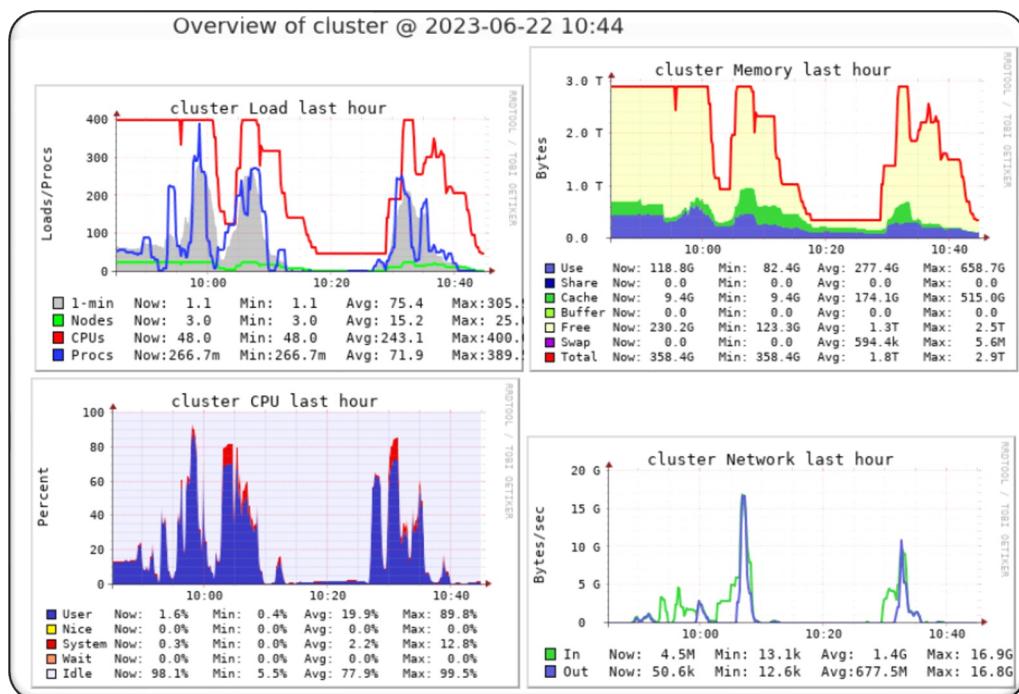 Overview of cluster @ 2023-06-22 10:44
cluster Load last hour
RRDTOOL / TOBI OETIKER
Loads/Procs
400
300
200
100
0
10:00 10:20 10:40
1-min Now: 1.1 Min: 1.1 Avg: 75.4 Max:305.
Nodes Now: 3.0 Min: 3.0 Avg: 15.2 Max: 25.
CPUs Now: 48.0 Min: 48.0 Avg:243.1 Max:400.
Procs Now:266.7m Min:266.7m Avg: 71.9 Max:389.
cluster Memory last hour
RRDTOOL / TOBI OETIKER
Bytes
3.0 T
2.0 T
1.0 T
0.0
10:00 10:20 10:40
Use Now: 118.8G Min: 82.4G Avg: 277.4G Max: 658.7G
Share Now: 0.0 Min: 0.0 Avg: 0.0 Max: 0.0
Cache Now: 9.4G Min: 9.4G Avg: 174.1G Max: 515.0G
Buffer Now: 0.0 Min: 0.0 Avg: 0.0 Max: 0.0
Free Now: 230.2G Min: 123.3G Avg: 1.3T Max: 2.5T
Swap Now: 0.0 Min: 0.0 Avg: 594.4k Max: 5.6M
Total Now: 358.4G Min: 358.4G Avg: 1.8T Max: 2.9T
cluster CPU last hour
RRDTOOL / TOBI OETIKER
Percent
100
80
60
40
20
0
10:00 10:20 10:40
User Now: 1.6% Min: 0.4% Avg: 19.9% Max: 89.8%
Nice Now: 0.0% Min: 0.0% Avg: 0.0% Max: 0.0%
System Now: 0.3% Min: 0.0% Avg: 2.2% Max: 12.8%
Wait Now: 0.0% Min: 0.0% Avg: 0.0% Max: 0.0%
Idle Now: 98.1% Min: 5.5% Avg: 77.9% Max: 99.5%
cluster Network last hour
RRDTOOL / TOBI OETIKER
Bytes/sec
20 G
15 G
10 G
5 G
0
10:00 10:20 10:40
In Now: 4.5M Min: 13.1k Avg: 1.4G Max: 16.9G
Out Now: 50.6k Min: 12.6k Avg:677.5M Max: 16.8G